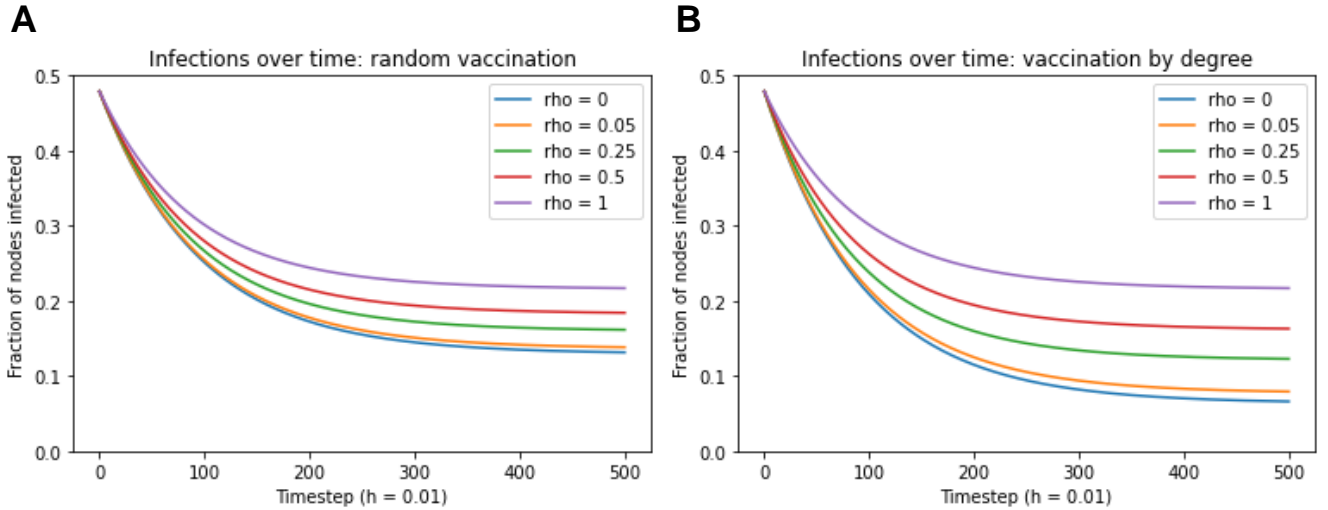 A
Infections over time: random vaccination
Fraction of nodes infected
0.5
0.4
0.3
0.2
0.1
0.0
rho = 0
rho = 0.05
rho = 0.25
rho = 0.5
rho = 1
0 100 200 300 400 500
Timestep (h = 0.01)
B
Infections over time: vaccination by degree
Fraction of nodes infected
0.5
0.4
0.3
0.2
0.1
0.0
rho = 0
rho = 0.05
rho = 0.25
rho = 0.5
rho = 1
0 100 200 300 400 500
Timestep (h = 0.01)